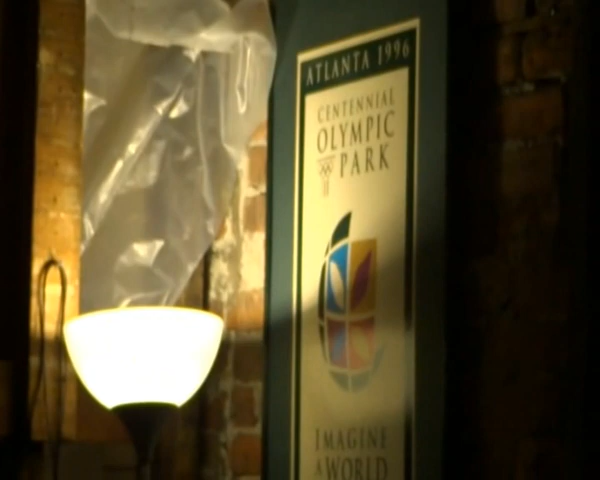 ATLANTA 1996
CENTENNIAL
OLYMPIC
PARK
IMAGINE
A WORLD